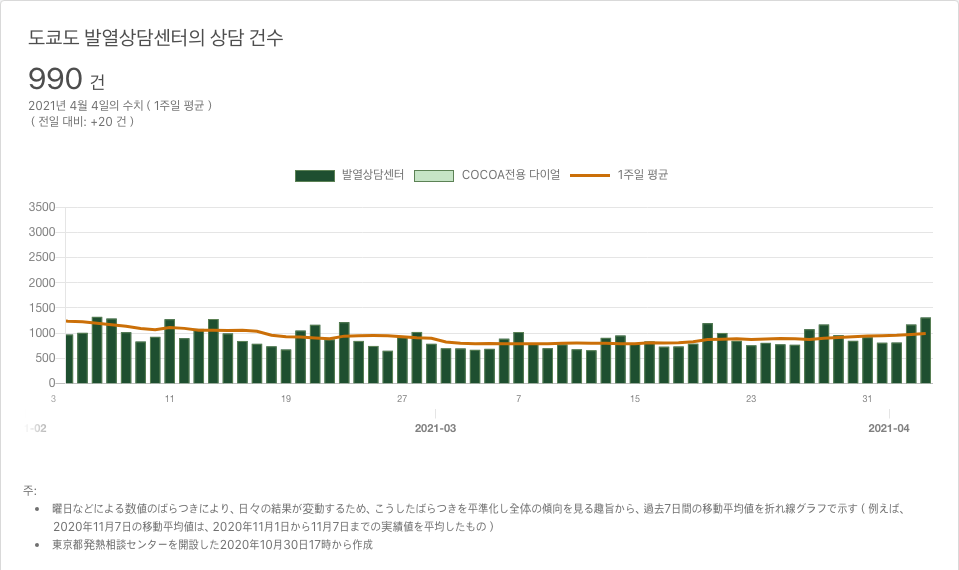 도쿄도 발열상담센터의 상담 건수
990 건
2021년 4월 4일의 수치 ( 1주일 평균 )
( 전일 대비: +20 건 )
발열상담센터 COCOA전용 다이얼 1주일 평균
3500
3000
2500
2000
1500
1000
500
0
3 11 19 27 7 15 23 31
-02 2021-03 2021-04
주:
• 曜日などによる数値のばらつきにより、日々の結果が変動するため、こうしたばらつきを平準化し全体の傾向を見る趣旨から、過去7日間の移動平均値を折れ線グラフで示す ( 例えば、
2020年11月7日の移動平均値は、2020年11月1日から11月7日までの実績値を平均したもの )
• 東京都発熱相談センターを開設した2020年10月30日17時から作成